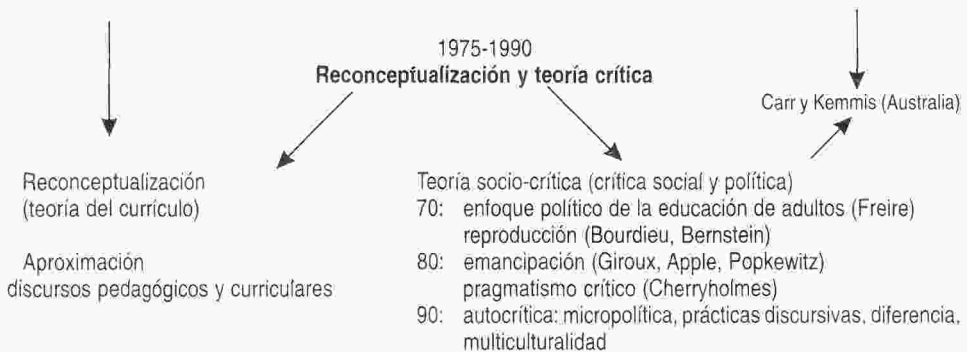 1975-1990
Reconceptualización y teoría crítica
Carr y Kemmis (Australia)
Reconceptualización
(teoría del currículo)
Aproximación
discursos pedagógicos y curriculares
Teoría socio-crítica (crítica social y política)
70: enfoque político de la educación de adultos (Freire)
reproducción (Bourdieu, Bernstein)
80: emancipación (Giroux, Apple, Popkewitz)
pragmatismo crítico (Cherryholmes)
90: autocrítica: micropolítica, prácticas discursivas, diferencia,
multiculturalidad